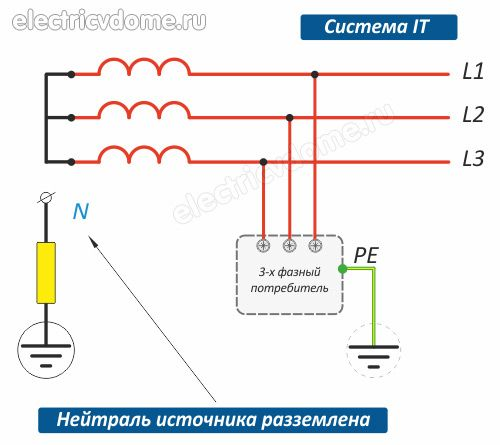 electricvdome.ru
Система IT
L1
L2
electricvdome.ru
L3
N
PE
3-х фазный
потребитель
Нейтраль источника разземлена